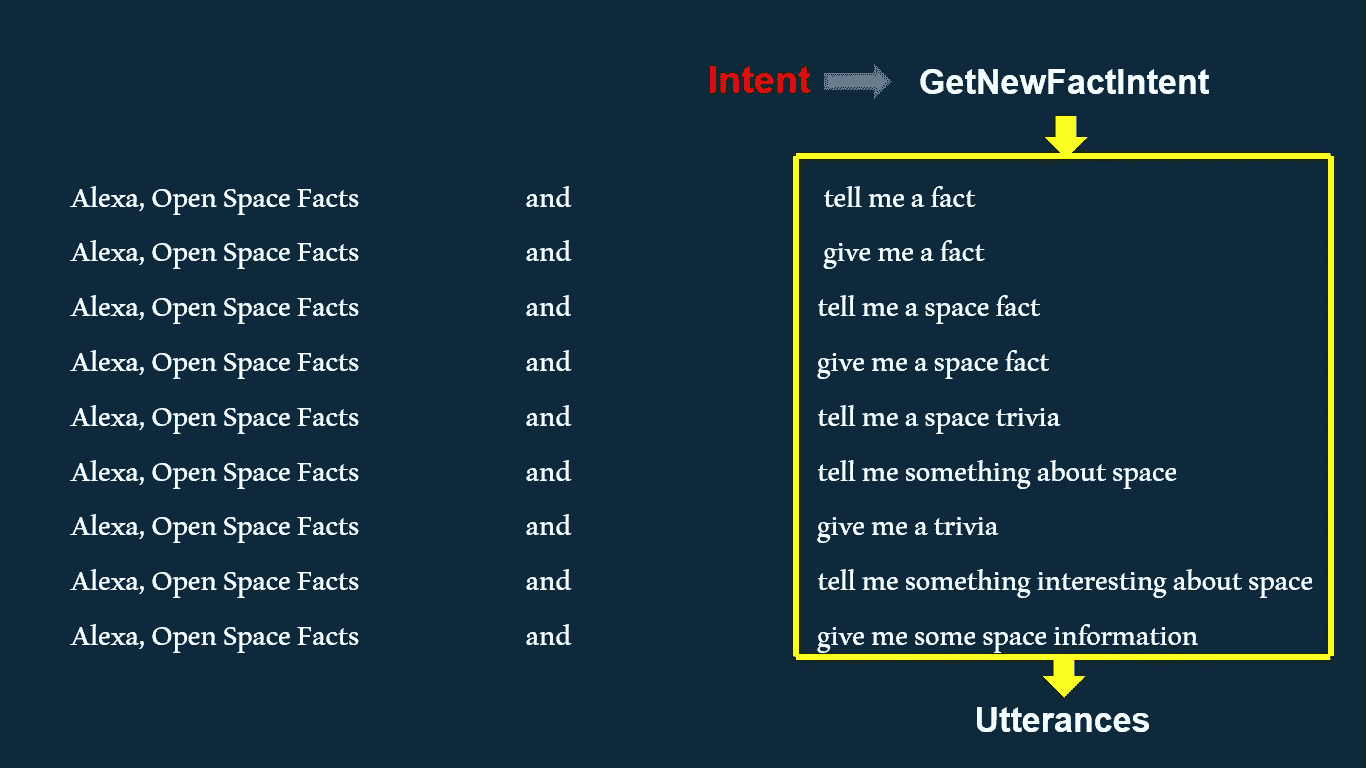 Intent GetNewFactIntent
Alexa, Open Space Facts and tell me a fact
Alexa, Open Space Facts and give me a fact
Alexa, Open Space Facts and tell me a space fact
Alexa, Open Space Facts and give me a space fact
Alexa, Open Space Facts and tell me a space trivia
Alexa, Open Space Facts and tell me something about space
Alexa, Open Space Facts and give me a trivia
Alexa, Open Space Facts and tell me something interesting about space
Alexa, Open Space Facts and give me some space information
Utterances